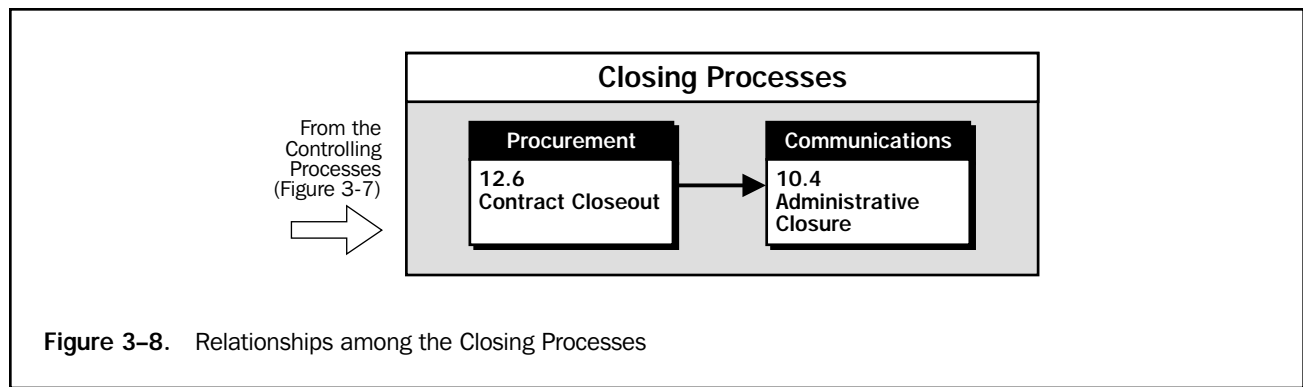 Closing Processes
From the
Controlling
Processes
(Figure 3-7)
Procurement
12.6
Contract Closeout
Communications
10.4
Administrative
Closure
Figure 3–8. Relationships among the Closing Processes